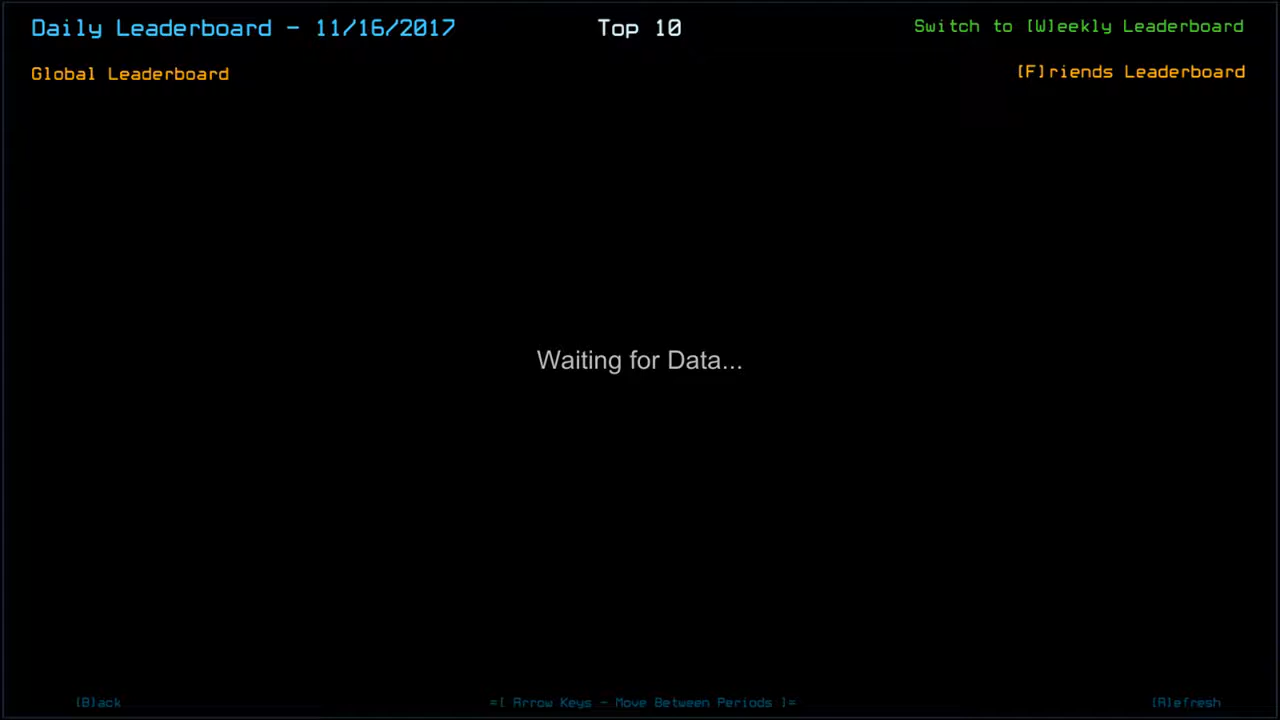 Daily Leaderboard - 11/16/2017 Top 10 Switch to [W]eekly Leaderboard
Global Leaderboard [F]riends Leaderboard
Waiting for Data...
[B]ack =[ Arrow Keys - Move Between Periods ]= [R]efresh